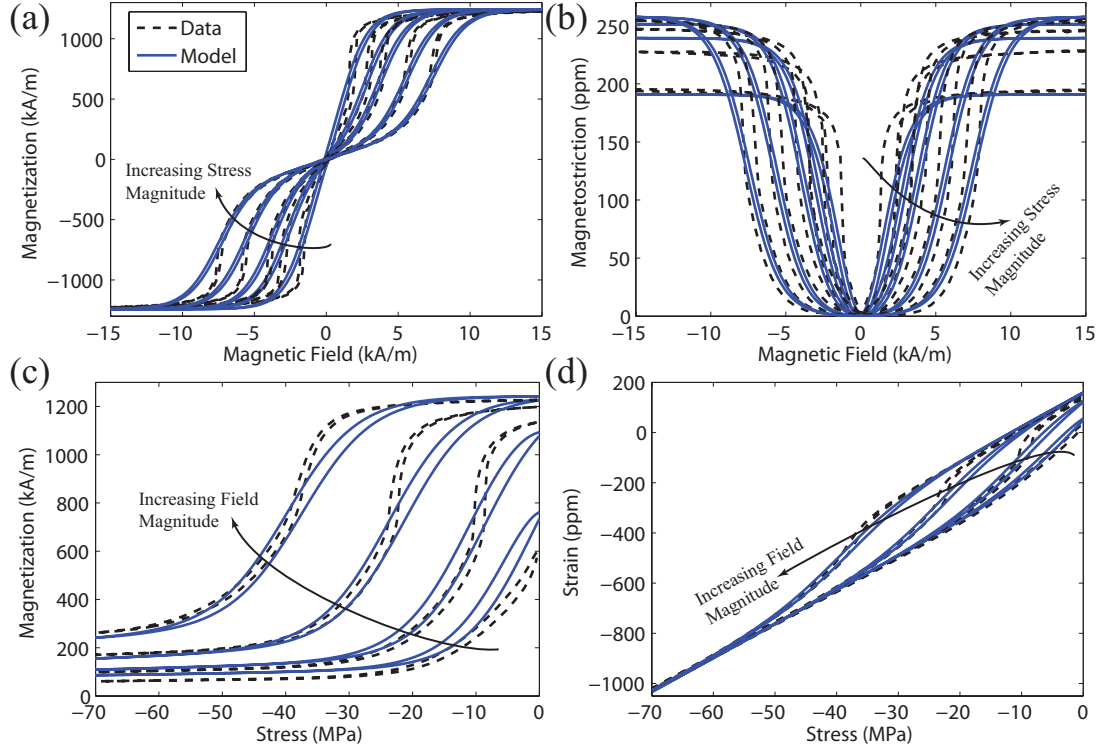 (a)
1000
500
0
−500
−1000
−15
−10
−5
0
5
10
15
Magnetization (kA/m)
Magnetic Field (kA/m)
Data
Model
Increasing Stress
Magnitude
(b)
250
200
150
100
50
0
−15
−10
−5
0
5
10
15
Magnetostriction (ppm)
Magnetic Field (kA/m)
Increasing Stress
Magnitude
(c)
1200
1000
800
600
400
200
0
−70
−60
−50
−40
−30
−20
−10
0
Magnetization (kA/m)
Stress (MPa)
Increasing Field
Magnitude
(d)
200
0
−200
−400
−600
−800
−1000
−70
−60
−50
−40
−30
−20
−10
0
Strain (ppm)
Stress (MPa)
Increasing Field
Magnitude